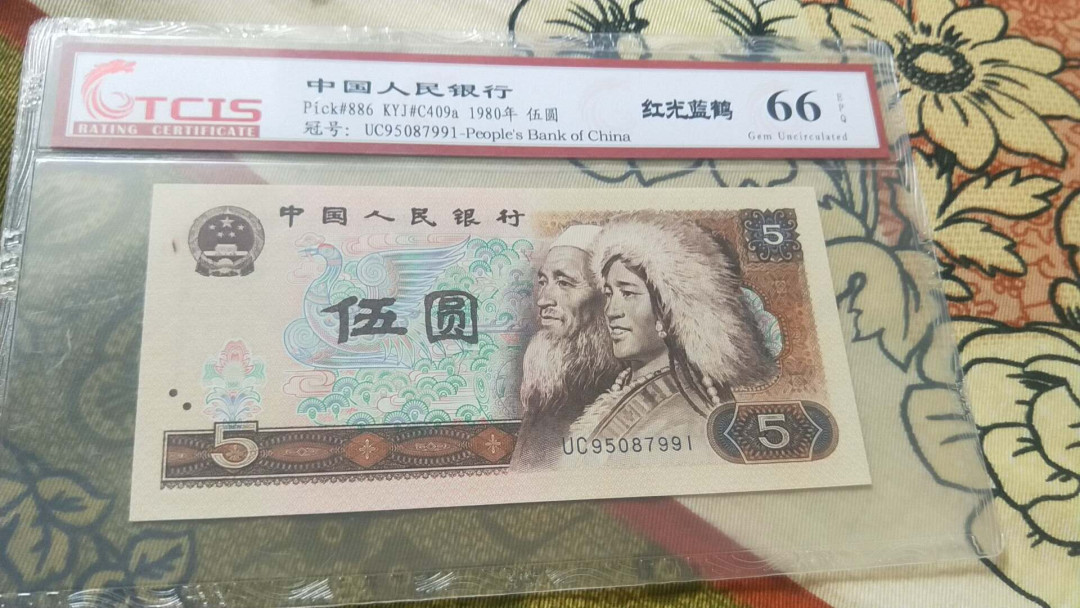 TCIS
RATING CERTIFICATE
中国人民银行
Pick#886 KYJ#C409a 1980年 伍圆
冠号: UC95087991-People's Bank of China
红光蓝鹤
66
EPQ
Gem Uncirculated
中国人民银行
5
伍圆
5
UC95087991
5